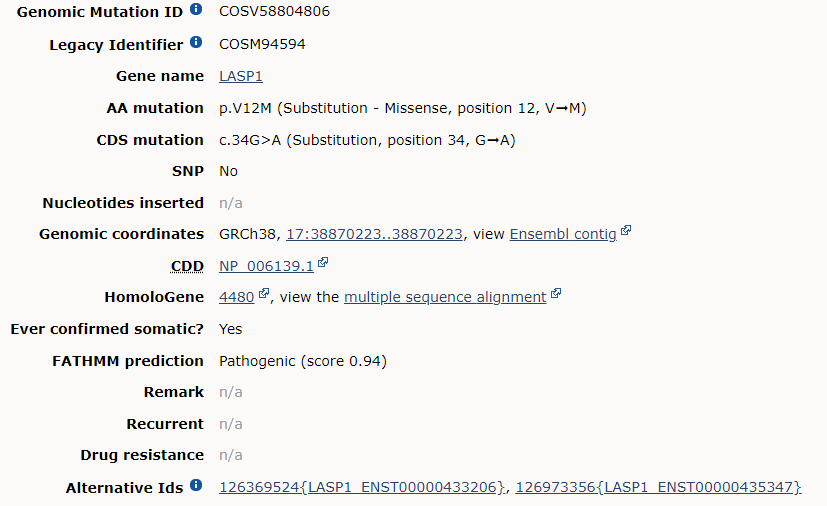 Genomic Mutation ID COSV58804806
Legacy Identifier COSM94594
Gene name LASP1
AA mutation p.V12M (Substitution - Missense, position 12, V→M)
CDS mutation c.34G>A (Substitution, position 34, G→A)
SNP No
Nucleotides inserted n/a
Genomic coordinates GRCh38, 17:38870223..38870223, view Ensembl contig
CDD NP_006139.1
HomoloGene 4480, view the multiple sequence alignment
Ever confirmed somatic? Yes
FATHMM prediction Pathogenic (score 0.94)
Remark n/a
Recurrent n/a
Drug resistance n/a
Alternative Ids 126369524{LASP1_ENST00000433206}, 126973356{LASP1_ENST00000435347}